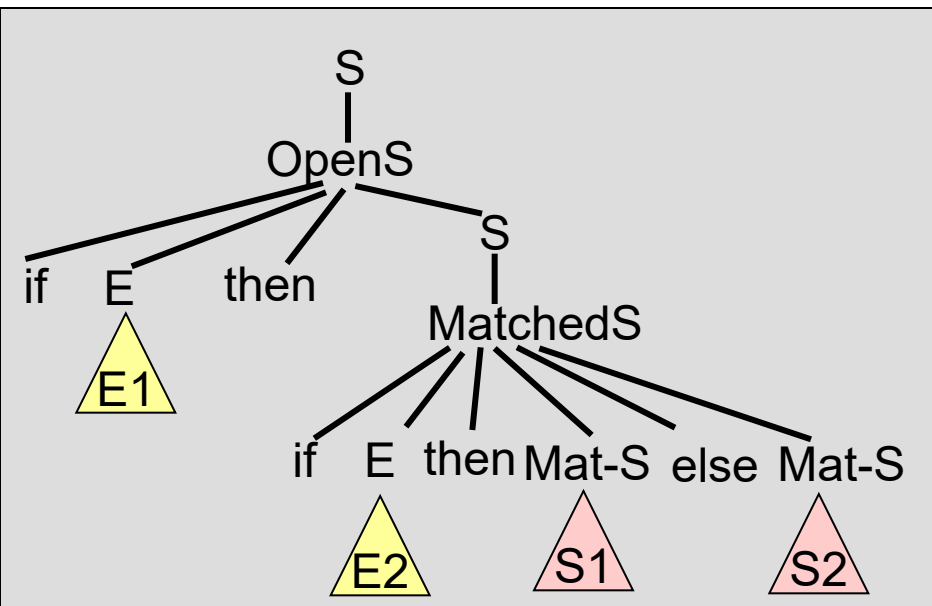 S
OpenS
S
if E then
MatchedS
E1
if E then Mat-S else Mat-S
E2 S1 S2